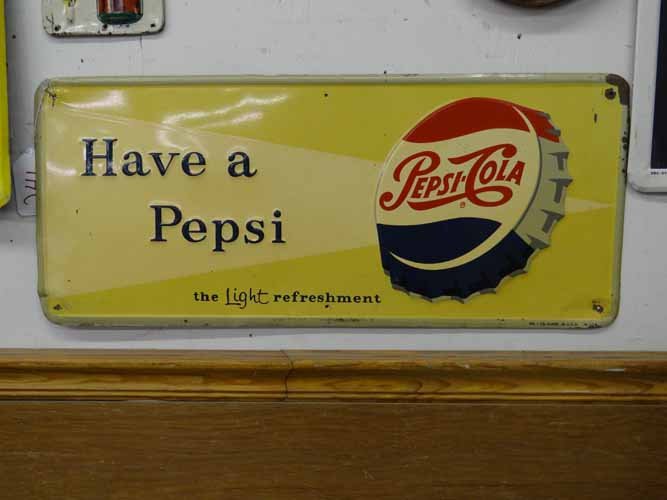 Have a
Pepsi
the Light refreshment
PEPSI-COLA
®